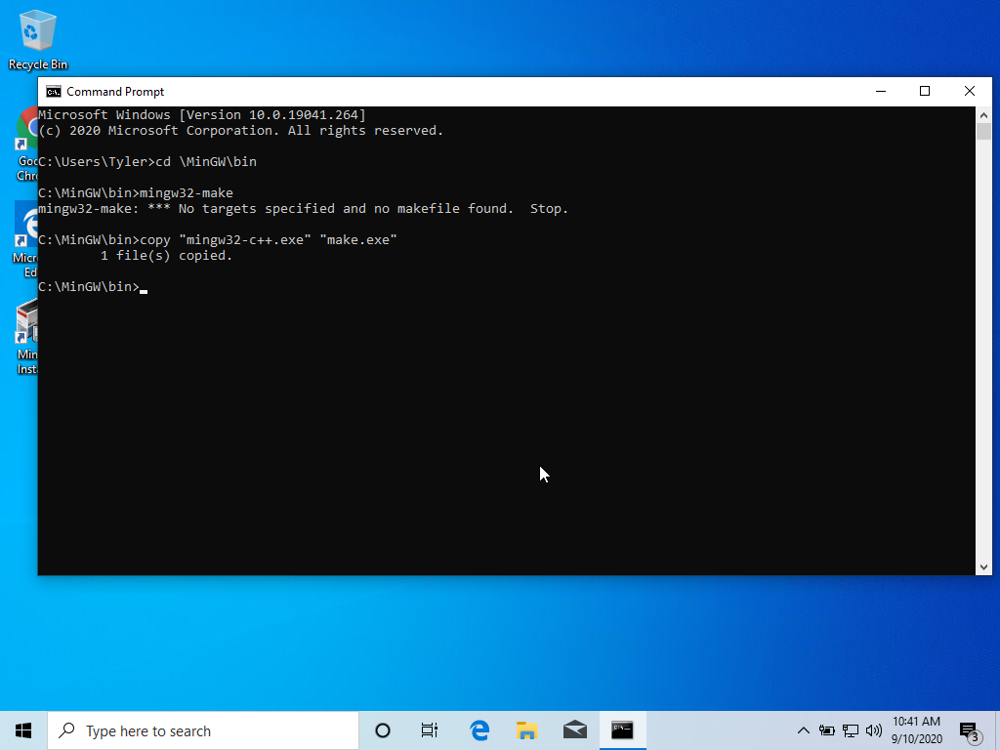 Recycle Bin
Command Prompt
Microsoft Windows [Version 10.0.19041.264]
(c) 2020 Microsoft Corporation. All rights reserved.
C:\Users\Tyler>cd \MinGW\bin
C:\MinGW\bin>mingw32-make
mingw32-make: *** No targets specified and no makefile found.  Stop.
C:\MinGW\bin>copy "mingw32-c++.exe" "make.exe"
1 file(s) copied.
C:\MinGW\bin>
Goo
Chr
Micr
Ed
Min
Inst
Type here to search
10:41 AM
9/10/2020
3